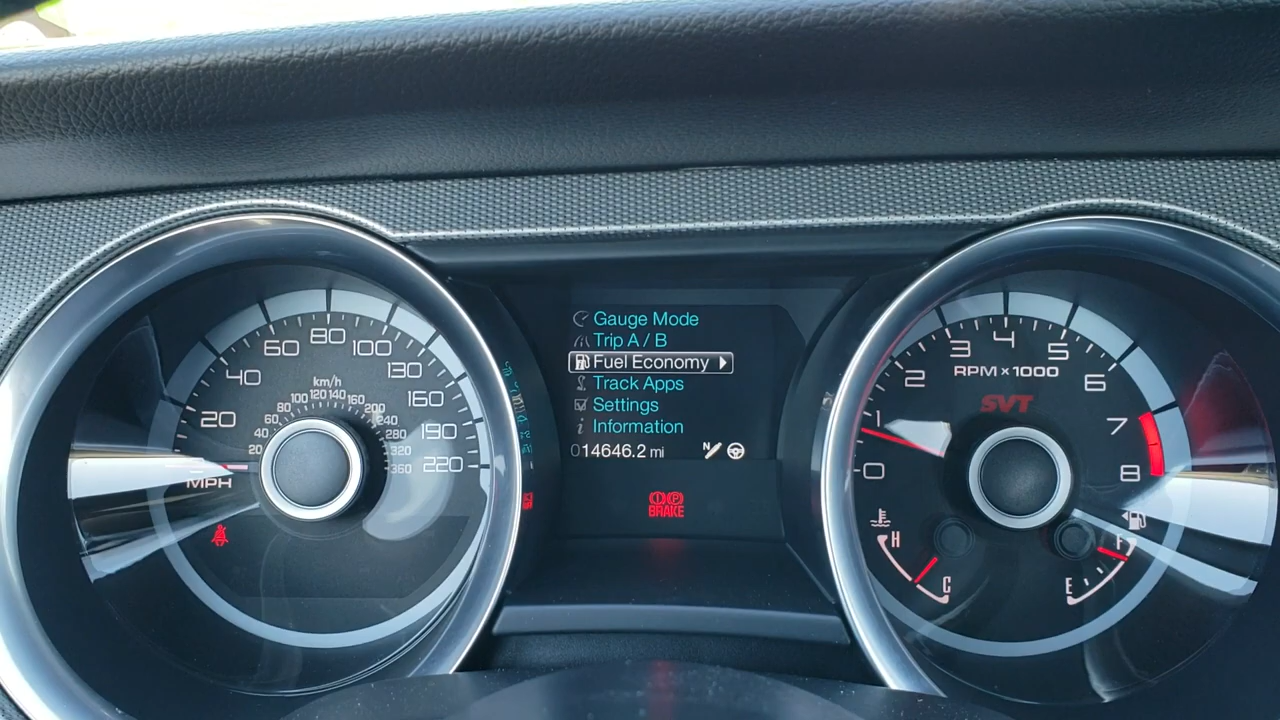 20
40
60
80
100
130
160
190
220
km/h
20
40
60
80
100
120
140
160
200
240
280
320
360
MPH
Gauge Mode
Trip A / B
Fuel Economy
Track Apps
Settings
Information
014646.2 mi
N
P
BRAKE
0
1
2
3
4
5
6
7
8
RPM x 1000
SVT
H
C
F
E